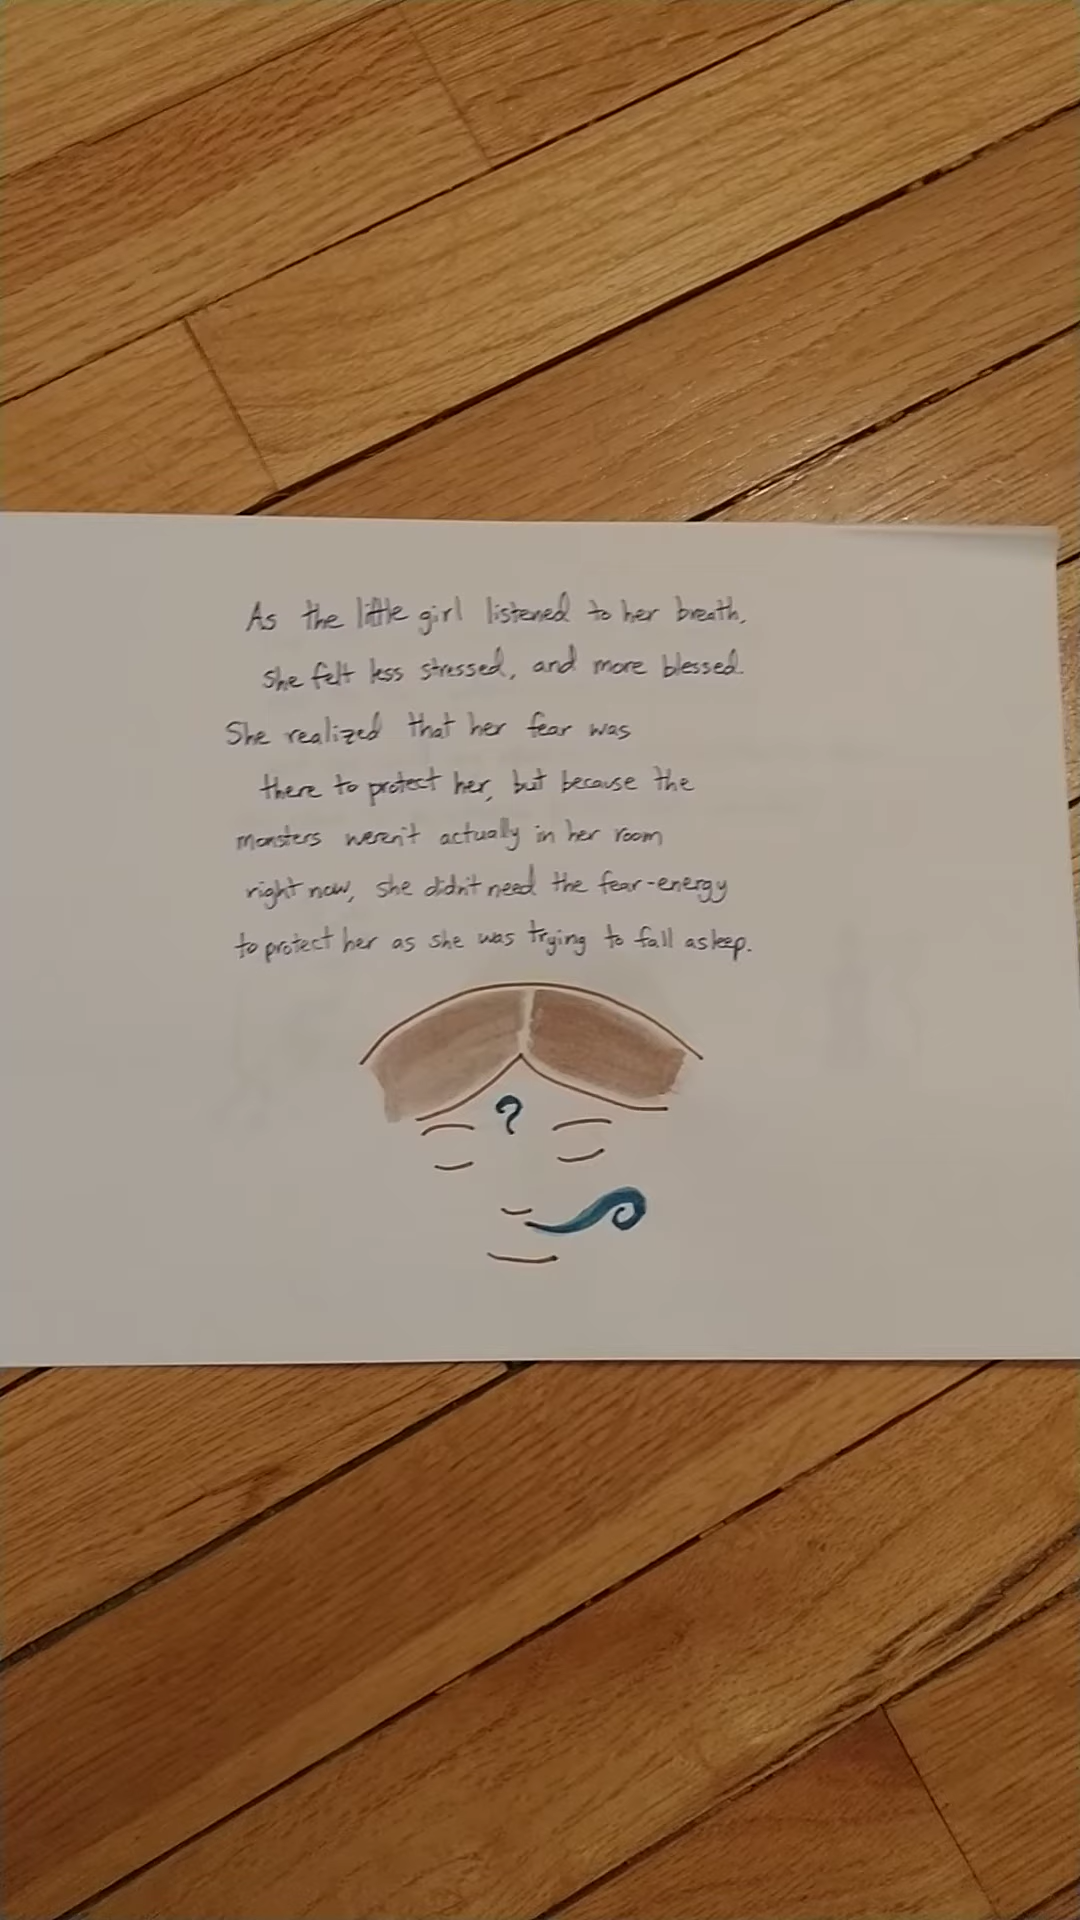 As the little girl listened to her breath,
she felt less stressed, and more blessed.
She realized that her fear was
there to protect her, but because the
monsters weren't actually in her room
right now, she didn't need the fear-energy
to protect her as she was trying to fall asleep.
?